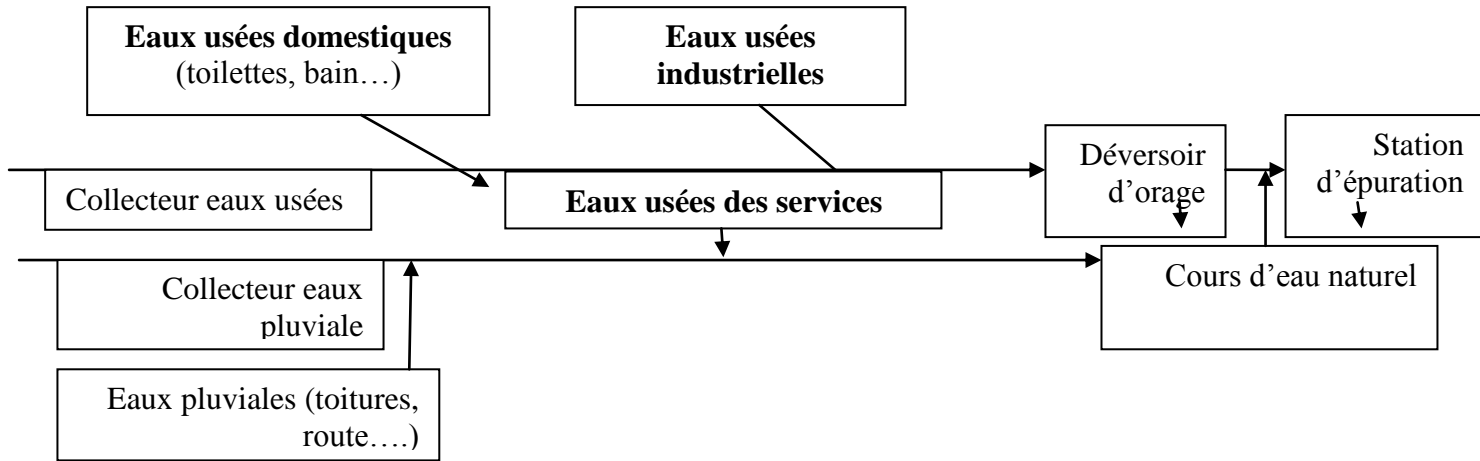 Eaux usées domestiques
(toilettes, bain…)
Eaux usées
industrielles
Déversoir
d'orage
Station
d'épuration
Collecteur eaux usées
Eaux usées des services
Collecteur eaux
pluviale
Cours d'eau naturel
Eaux pluviales (toitures,
route….)